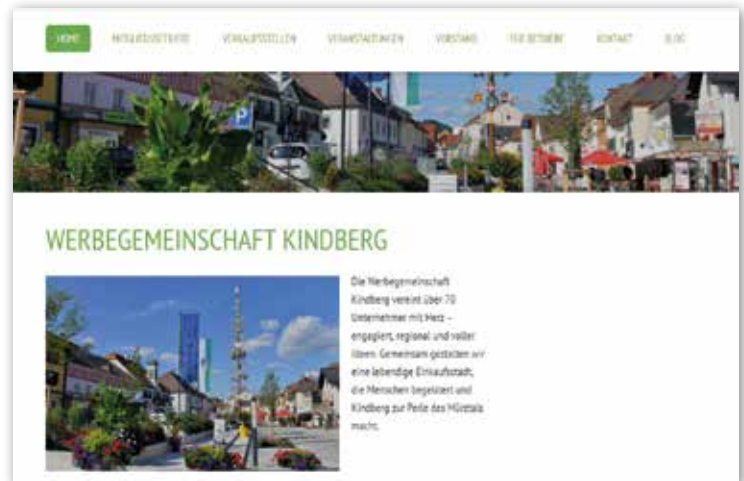 HOME MITGLIEDSBETRIEBE VERKAUFSSTELLEN VERANSTALTUNGEN VORSTAND FÜR BETRIEBE KONTAKT BLOG
WERBEGEMEINSCHAFT KINDBERG
Die Werbegemeinschaft
Kindberg vereint über 70
Unternehmer mit Herz –
engagiert, regional und voller
Ideen. Gemeinsam gestalten wir
eine lebendige Einkaufsstadt,
die Menschen begeistert und
Kindberg zur Perle des Mürztals
macht.